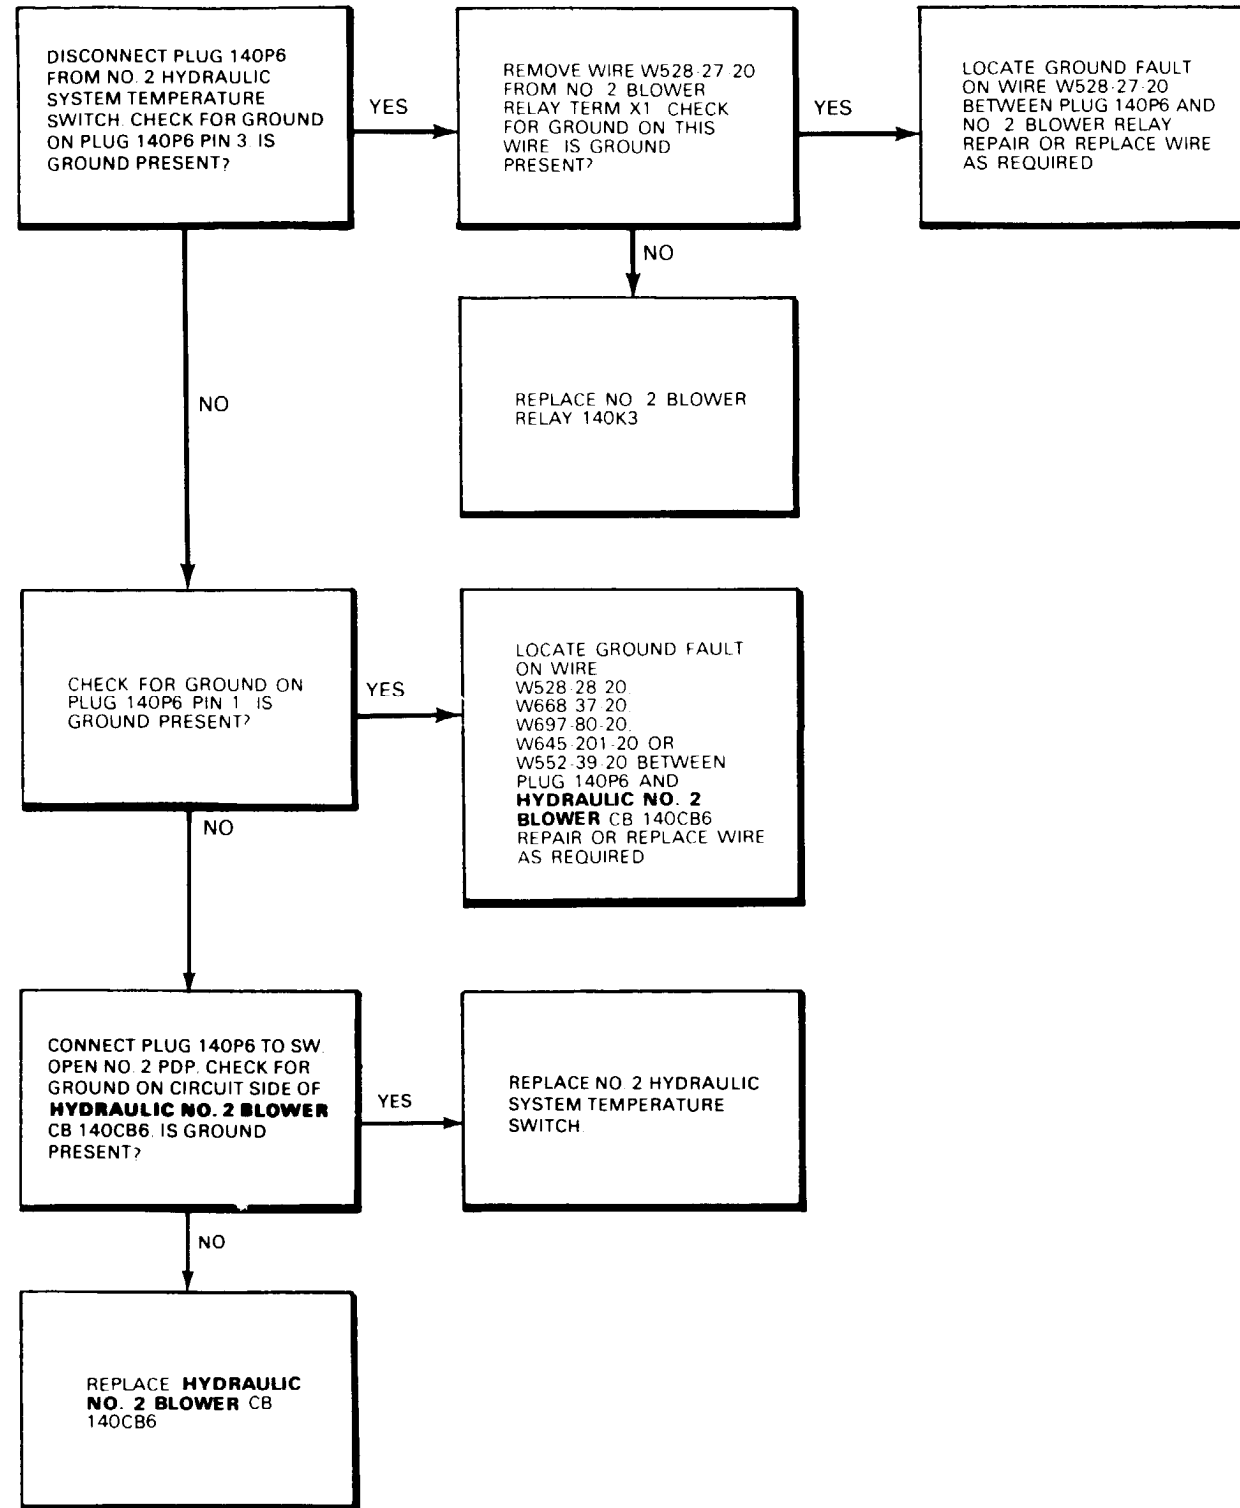 DISCONNECT PLUG 140P6
FROM NO. 2 HYDRAULIC
SYSTEM TEMPERATURE
SWITCH. CHECK FOR GROUND
ON PLUG 140P6 PIN 3. IS
GROUND PRESENT?
YES
REMOVE WIRE W528-27-20
FROM NO. 2 BLOWER
RELAY TERM X1. CHECK
FOR GROUND ON THIS
WIRE. IS GROUND
PRESENT?
YES
LOCATE GROUND FAULT
ON WIRE W528-27-20
BETWEEN PLUG 140P6 AND
NO. 2 BLOWER RELAY
REPAIR OR REPLACE WIRE
AS REQUIRED
NO
REPLACE NO. 2 BLOWER
RELAY 140K3
NO
CHECK FOR GROUND ON
PLUG 140P6 PIN 1. IS
GROUND PRESENT?
YES
LOCATE GROUND FAULT
ON WIRE
W528-28-20,
W668-37-20,
W697-80-20,
W645-201-20 OR
W552-39-20 BETWEEN
PLUG 140P6 AND
HYDRAULIC NO. 2
BLOWER CB 140CB6
REPAIR OR REPLACE WIRE
AS REQUIRED
NO
CONNECT PLUG 140P6 TO SW.
OPEN NO. 2 PDP. CHECK FOR
GROUND ON CIRCUIT SIDE OF
HYDRAULIC NO. 2 BLOWER
CB 140CB6. IS GROUND
PRESENT?
YES
REPLACE NO. 2 HYDRAULIC
SYSTEM TEMPERATURE
SWITCH.
NO
REPLACE HYDRAULIC
NO. 2 BLOWER CB
140CB6